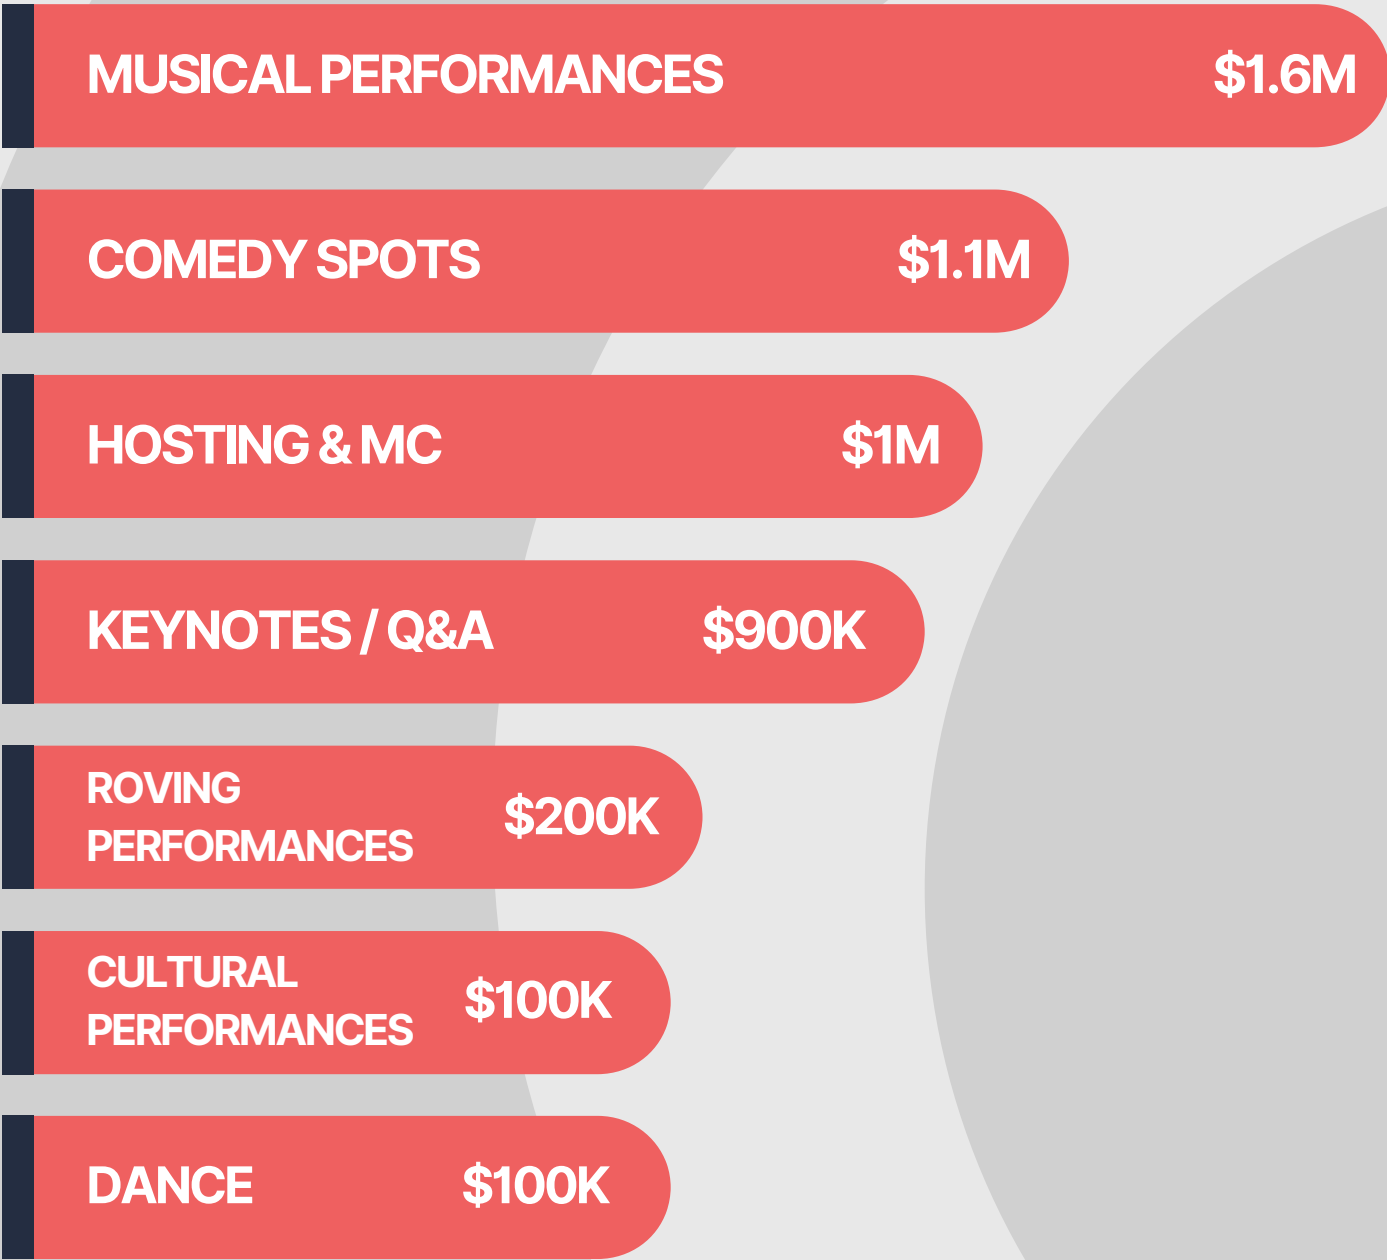 MUSICAL PERFORMANCES $1.6M
COMEDY SPOTS $1.1M
HOSTING & MC $1M
KEYNOTES / Q&A $900K
ROVING
PERFORMANCES $200K
CULTURAL
PERFORMANCES $100K
DANCE $100K